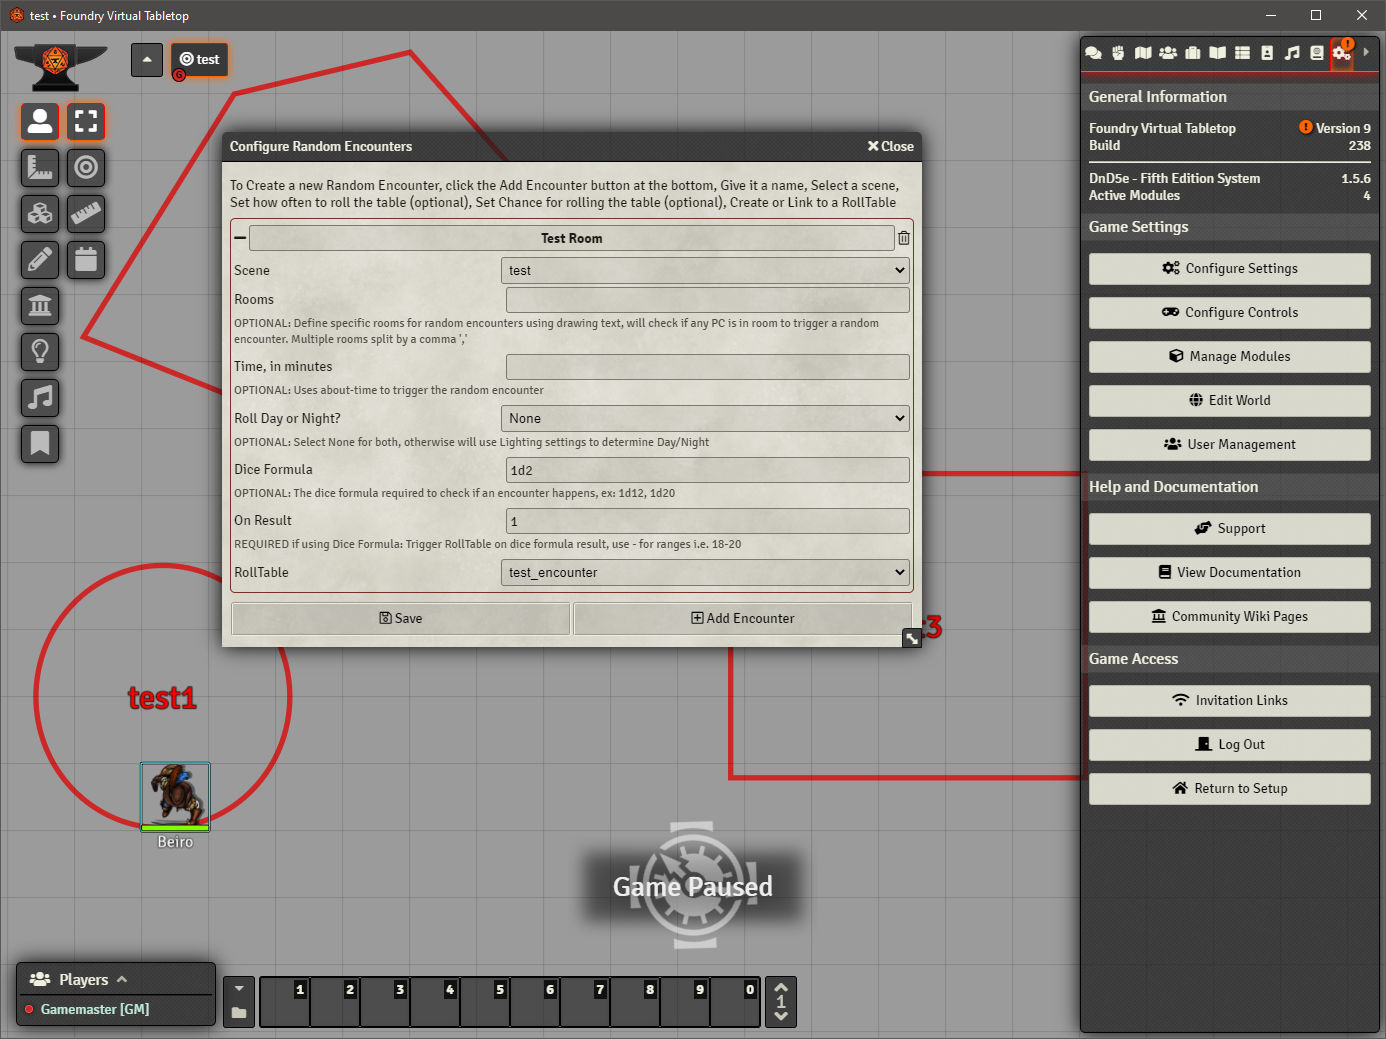 test • Foundry Virtual Tabletop
test
G
Configure Random Encounters
Close
To Create a new Random Encounter, click the Add Encounter button at the bottom, Give it a name, Select a scene,
Set how often to roll the table (optional), Set Chance for rolling the table (optional), Create or Link to a RollTable
Test Room
Scene
test
Rooms
OPTIONAL: Define specific rooms for random encounters using drawing text, will check if any PC is in room to trigger a random
encounter. Multiple rooms split by a comma ','
Time, in minutes
OPTIONAL: Uses about-time to trigger the random encounter
Roll Day or Night?
None
OPTIONAL: Select None for both, otherwise will use Lighting settings to determine Day/Night
Dice Formula
1d2
OPTIONAL: The dice formula required to check if an encounter happens, ex: 1d12, 1d20
On Result
1
REQUIRED if using Dice Formula: Trigger RollTable on dice formula result, use - for ranges i.e. 18-20
RollTable
test_encounter
Save
Add Encounter
test1
Beiro
Game Paused
Players
Gamemaster [GM]
1 2 3 4 5 6 7 8 9 0
1
General Information
Foundry Virtual Tabletop ! Version 9
Build 238
DnD5e - Fifth Edition System 1.5.6
Active Modules 4
Game Settings
Configure Settings
Configure Controls
Manage Modules
Edit World
User Management
Help and Documentation
Support
View Documentation
Community Wiki Pages
Game Access
Invitation Links
Log Out
Return to Setup